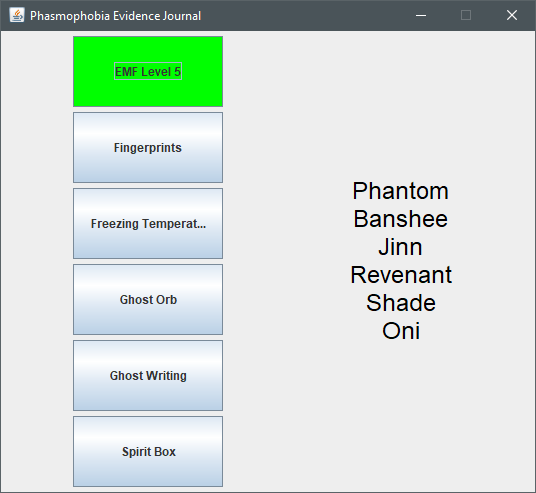 Phasmophobia Evidence Journal
EMF Level 5
Fingerprints
Freezing Temperat...
Ghost Orb
Ghost Writing
Spirit Box
Phantom
Banshee
Jinn
Revenant
Shade
Oni